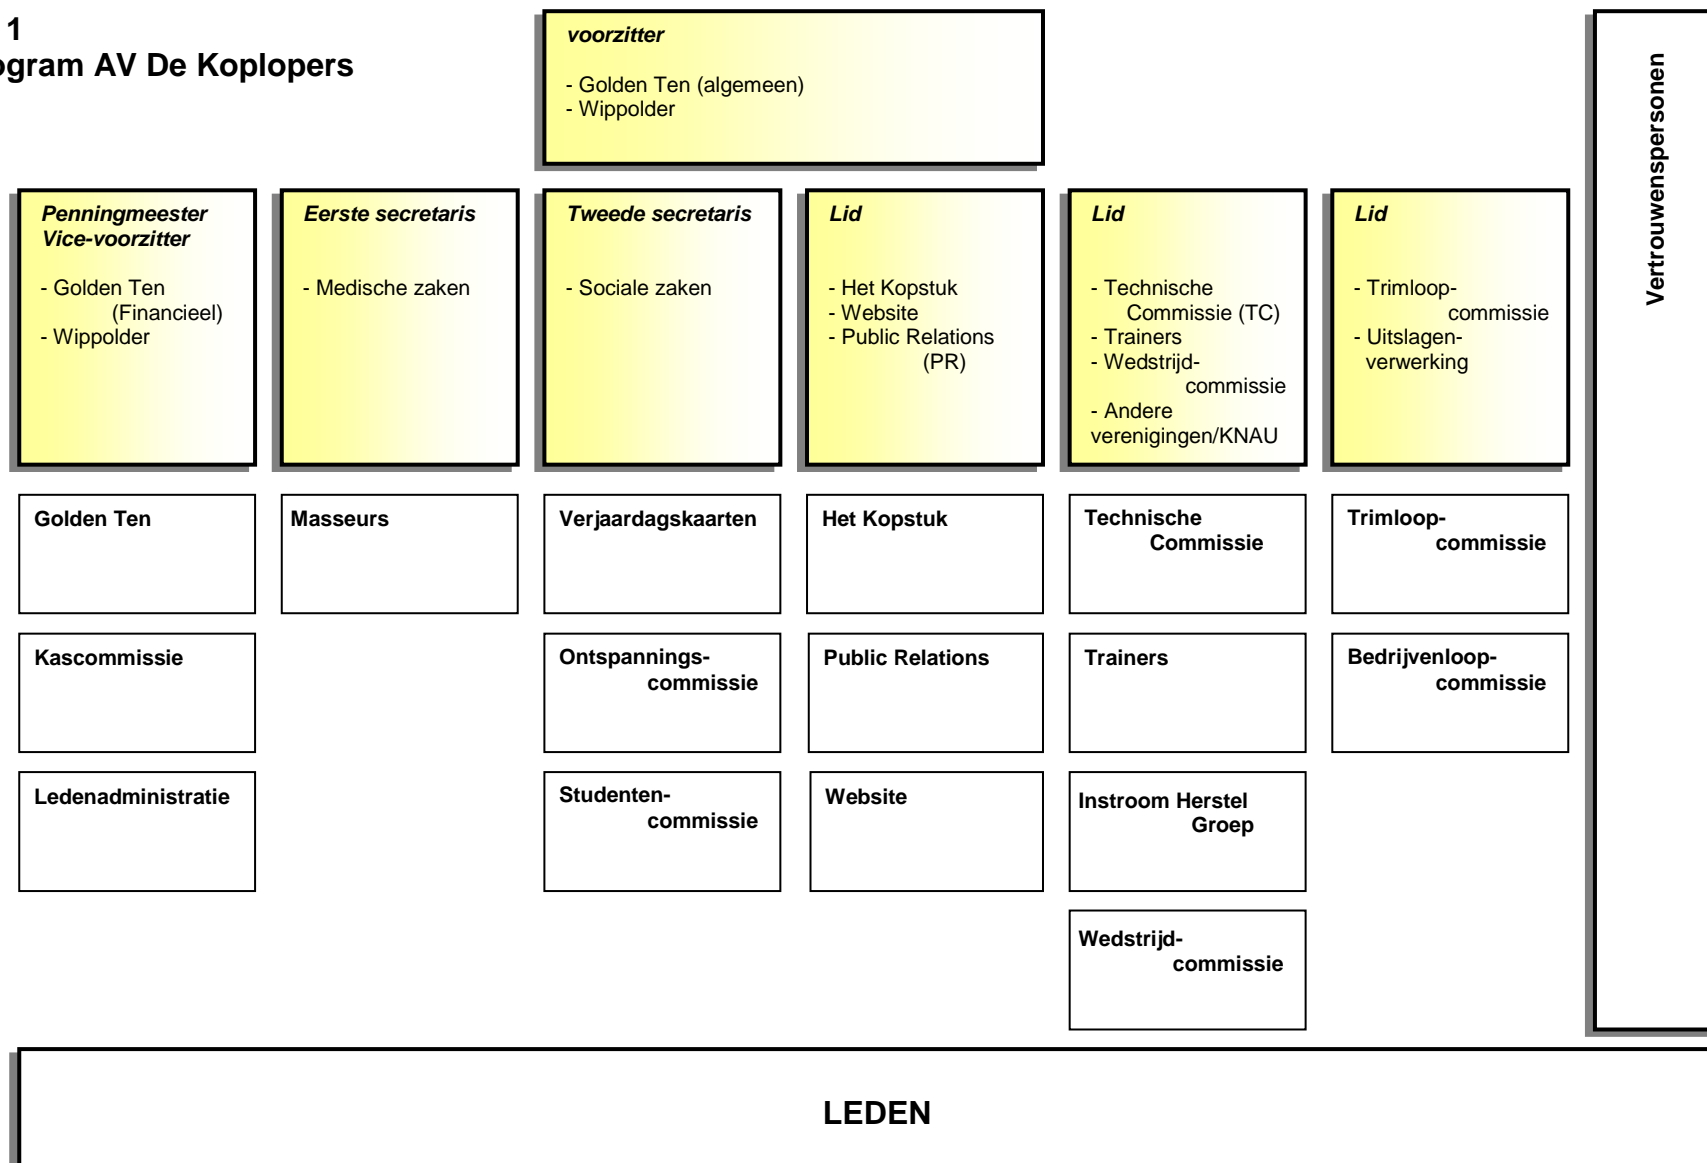 1
ogram AV De Koplopers
voorzitter
- Golden Ten (algemeen)
- Wippolder
Vertrouwenspersonen
Penningmeester
Vice-voorzitter
- Golden Ten
(Financieel)
- Wippolder
Eerste secretaris
- Medische zaken
Tweede secretaris
- Sociale zaken
Lid
- Het Kopstuk
- Website
- Public Relations
(PR)
Lid
- Technische
Commissie (TC)
- Trainers
- Wedstrijd-
commissie
- Andere
verenigingen/KNAU
Lid
- Trimloop-
commissie
- Uitslagen-
verwerking
Golden Ten
Masseurs
Verjaardagskaarten
Het Kopstuk
Technische
Commissie
Trimloop-
commissie
Kascommissie
Ontspannings-
commissie
Public Relations
Trainers
Bedrijvenloop-
commissie
Ledenadministratie
Studenten-
commissie
Website
Instroom Herstel
Groep
Wedstrijd-
commissie
LEDEN